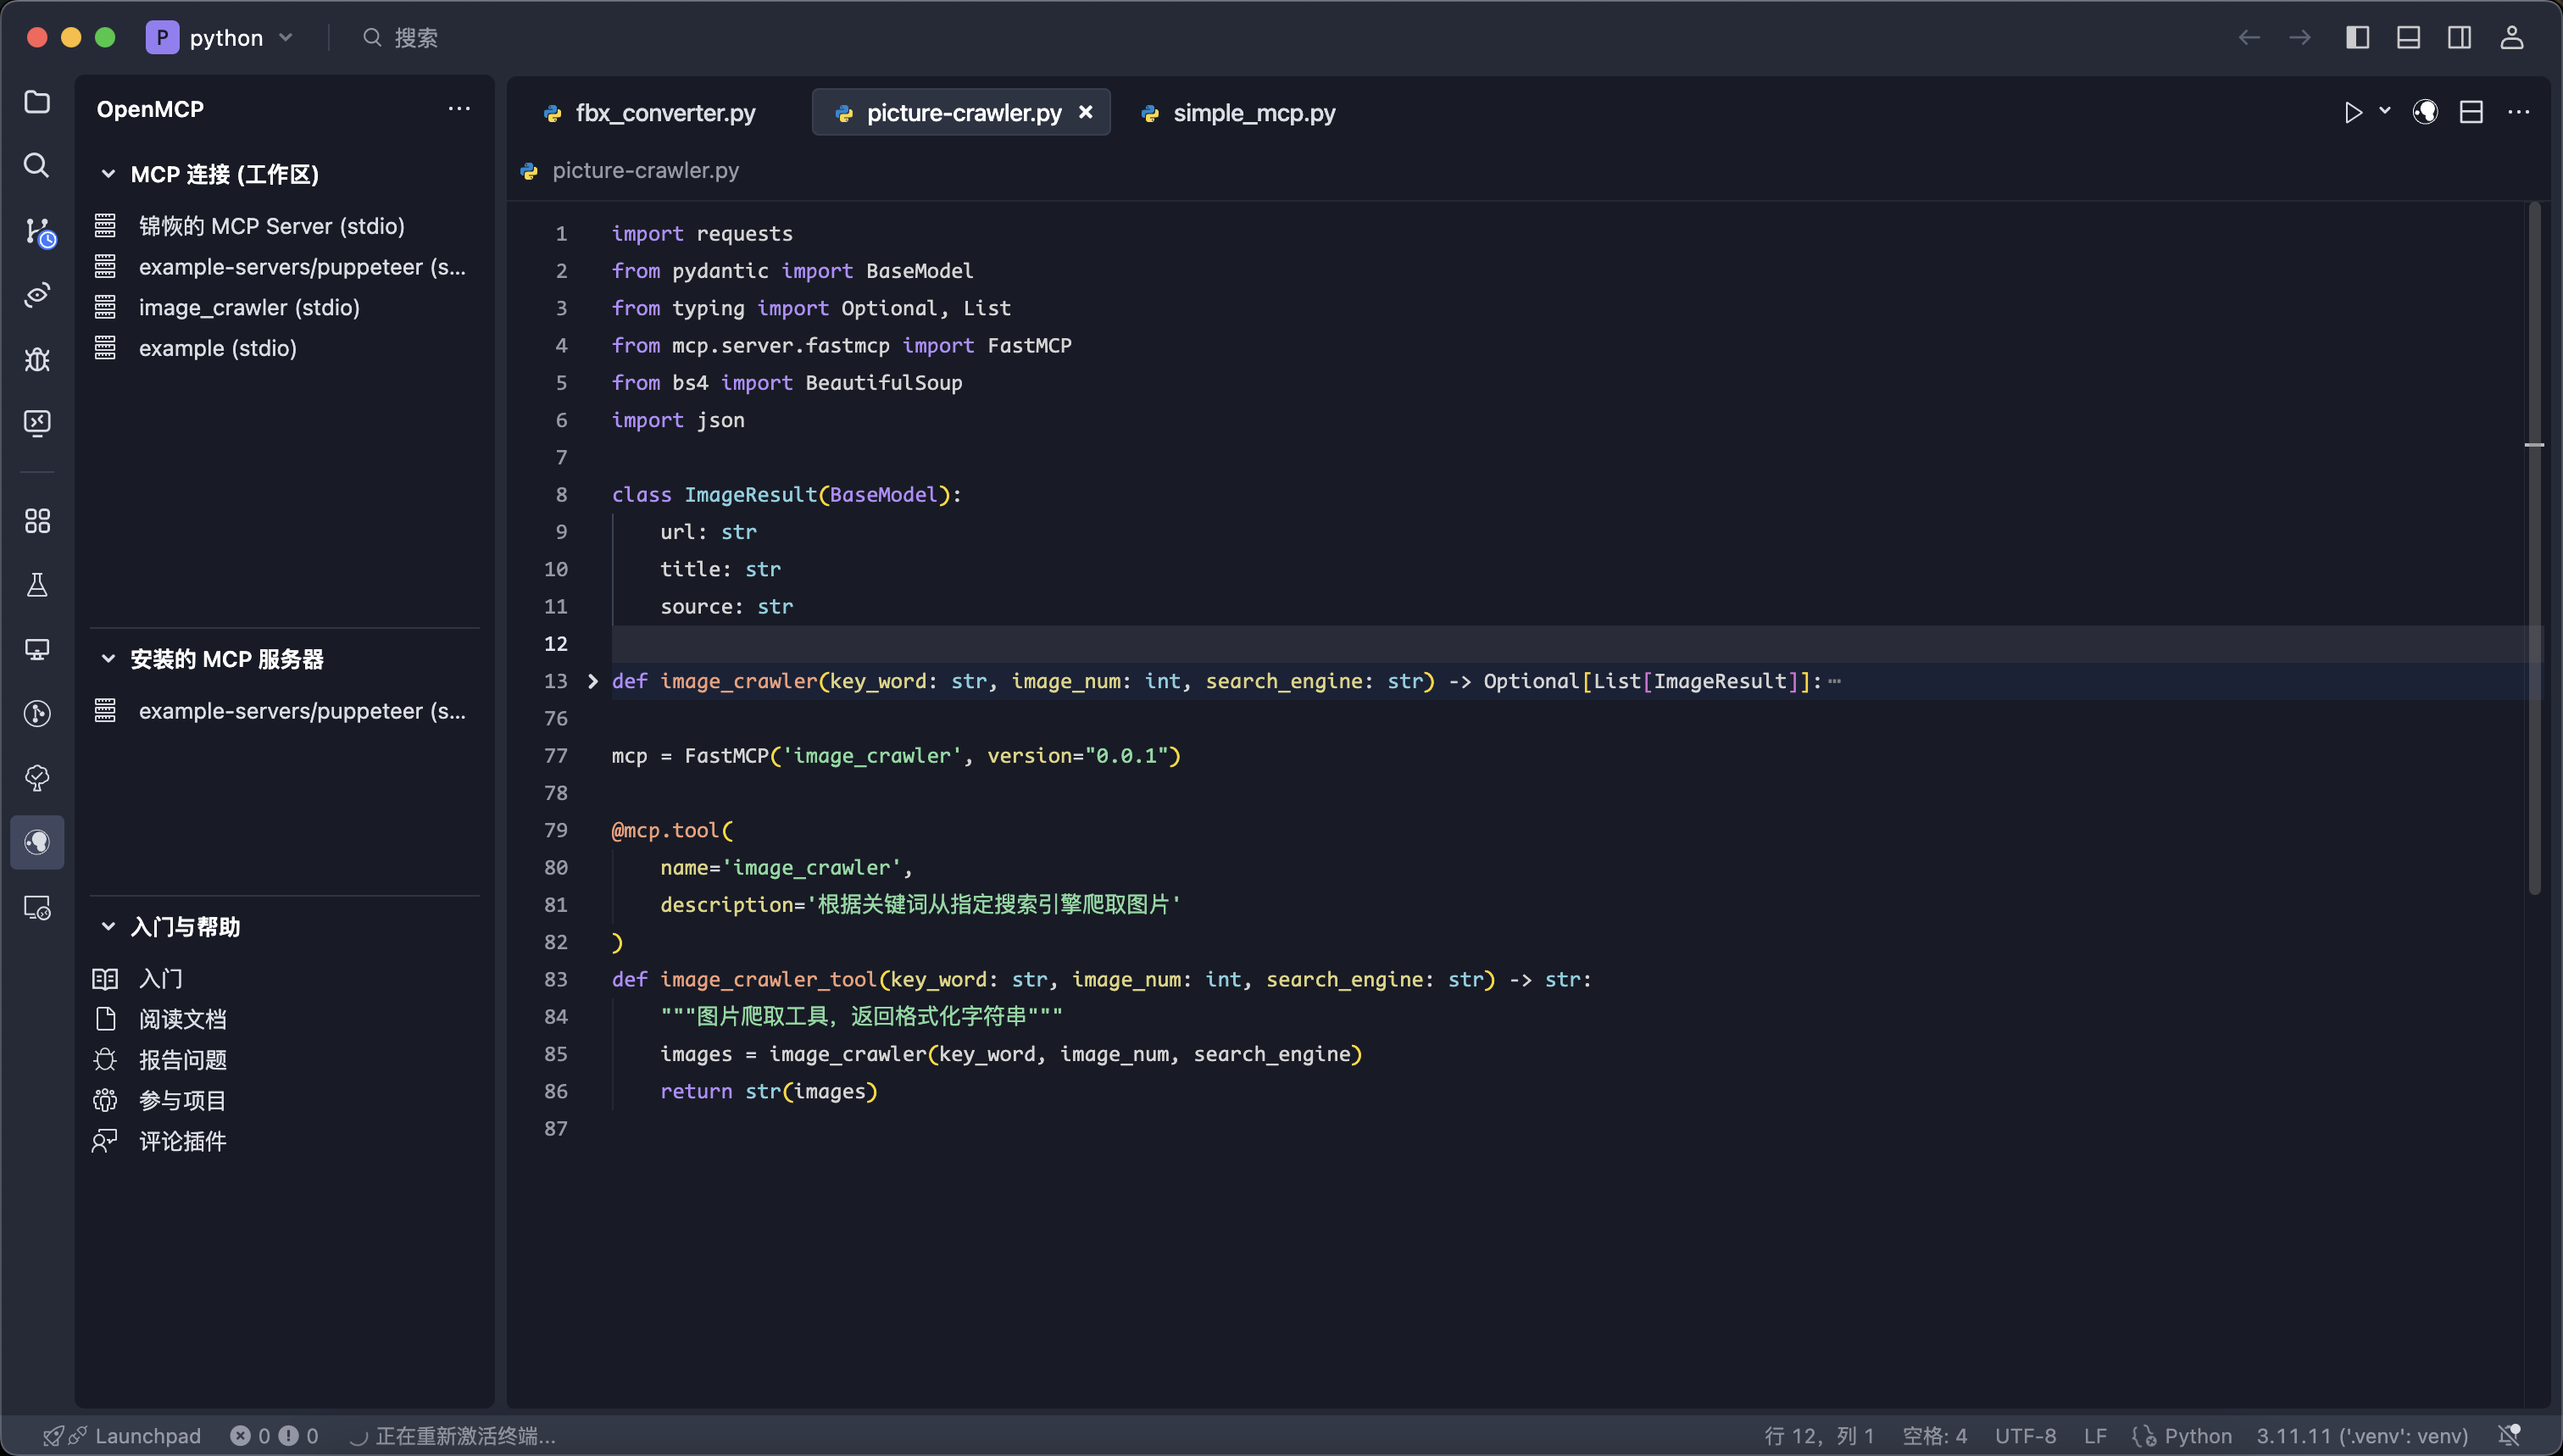 P python 搜索
OpenMCP
MCP 连接 (工作区)
锦恢的 MCP Server (stdio)
example-servers/puppeteer (s...
image_crawler (stdio)
example (stdio)
安装的 MCP 服务器
example-servers/puppeteer (s...
入门与帮助
入门
阅读文档
报告问题
参与项目
评论插件
fbx_converter.py picture-crawler.py simple_mcp.py
picture-crawler.py
1 import requests
2 from pydantic import BaseModel
3 from typing import Optional, List
4 from mcp.server.fastmcp import FastMCP
5 from bs4 import BeautifulSoup
6 import json
7
8 class ImageResult(BaseModel):
9     url: str
10     title: str
11     source: str
12
13 def image_crawler(key_word: str, image_num: int, search_engine: str) -> Optional[List[ImageResult]]:⋯
76
77 mcp = FastMCP('image_crawler', version="0.0.1")
78
79 @mcp.tool(
80     name='image_crawler',
81     description='根据关键词从指定搜索引擎爬取图片'
82 )
83 def image_crawler_tool(key_word: str, image_num: int, search_engine: str) -> str:
84     """图片爬取工具，返回格式化字符串"""
85     images = image_crawler(key_word, image_num, search_engine)
86     return str(images)
87
Launchpad 0 0 正在重新激活终端... 行 12，列 1 空格: 4 UTF-8 LF Python 3.11.11 ('.venv': venv)